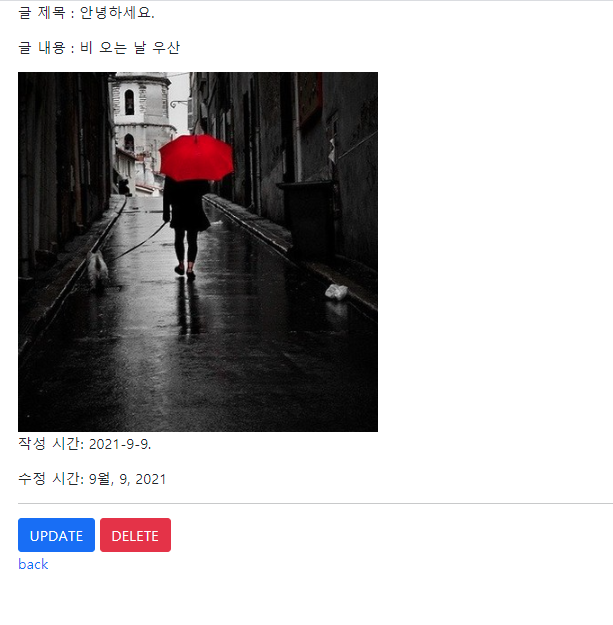 글 제목 : 안녕하세요.
글 내용 : 비 오는 날 우산
작성 시간: 2021-9-9.
수정 시간: 9월, 9, 2021
UPDATE DELETE
back